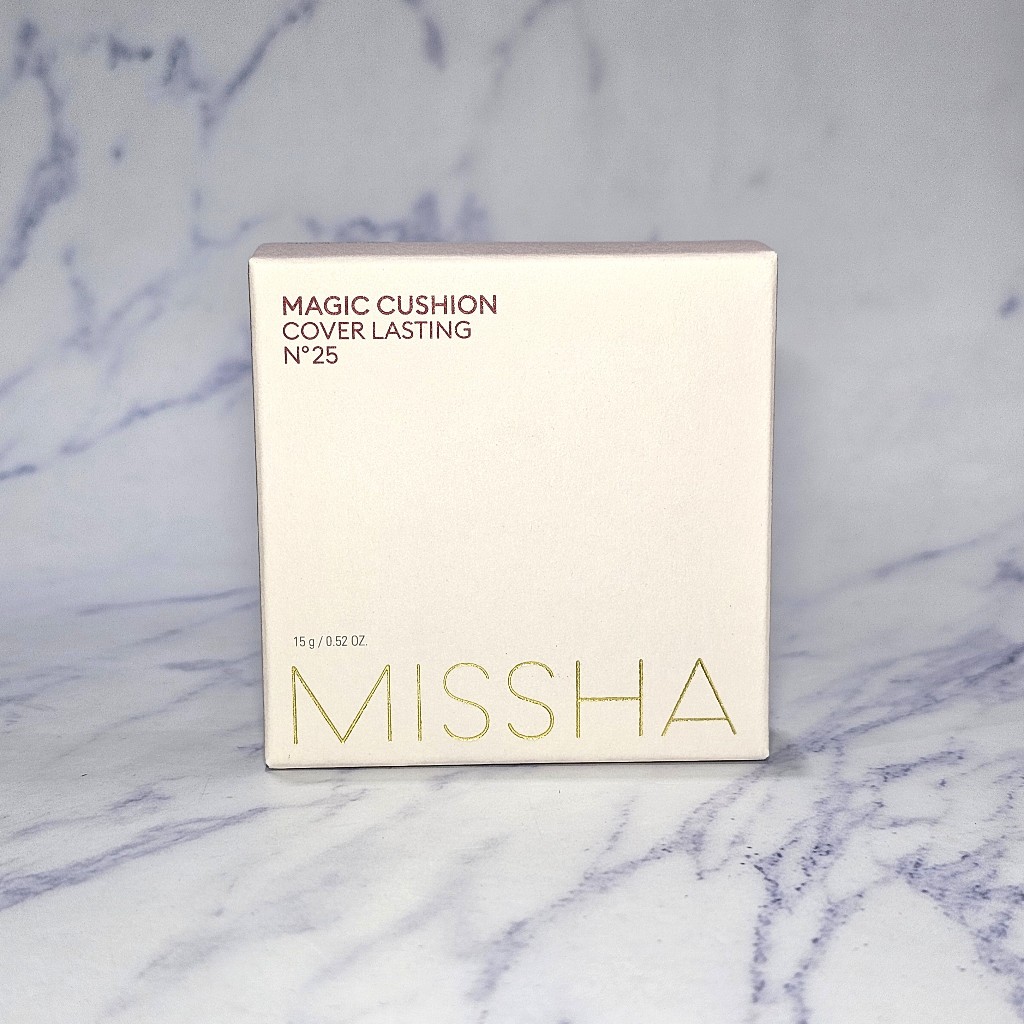 MAGIC CUSHION
COVER LASTING
N°25
15 g / 0.52 OZ.
MISSHA